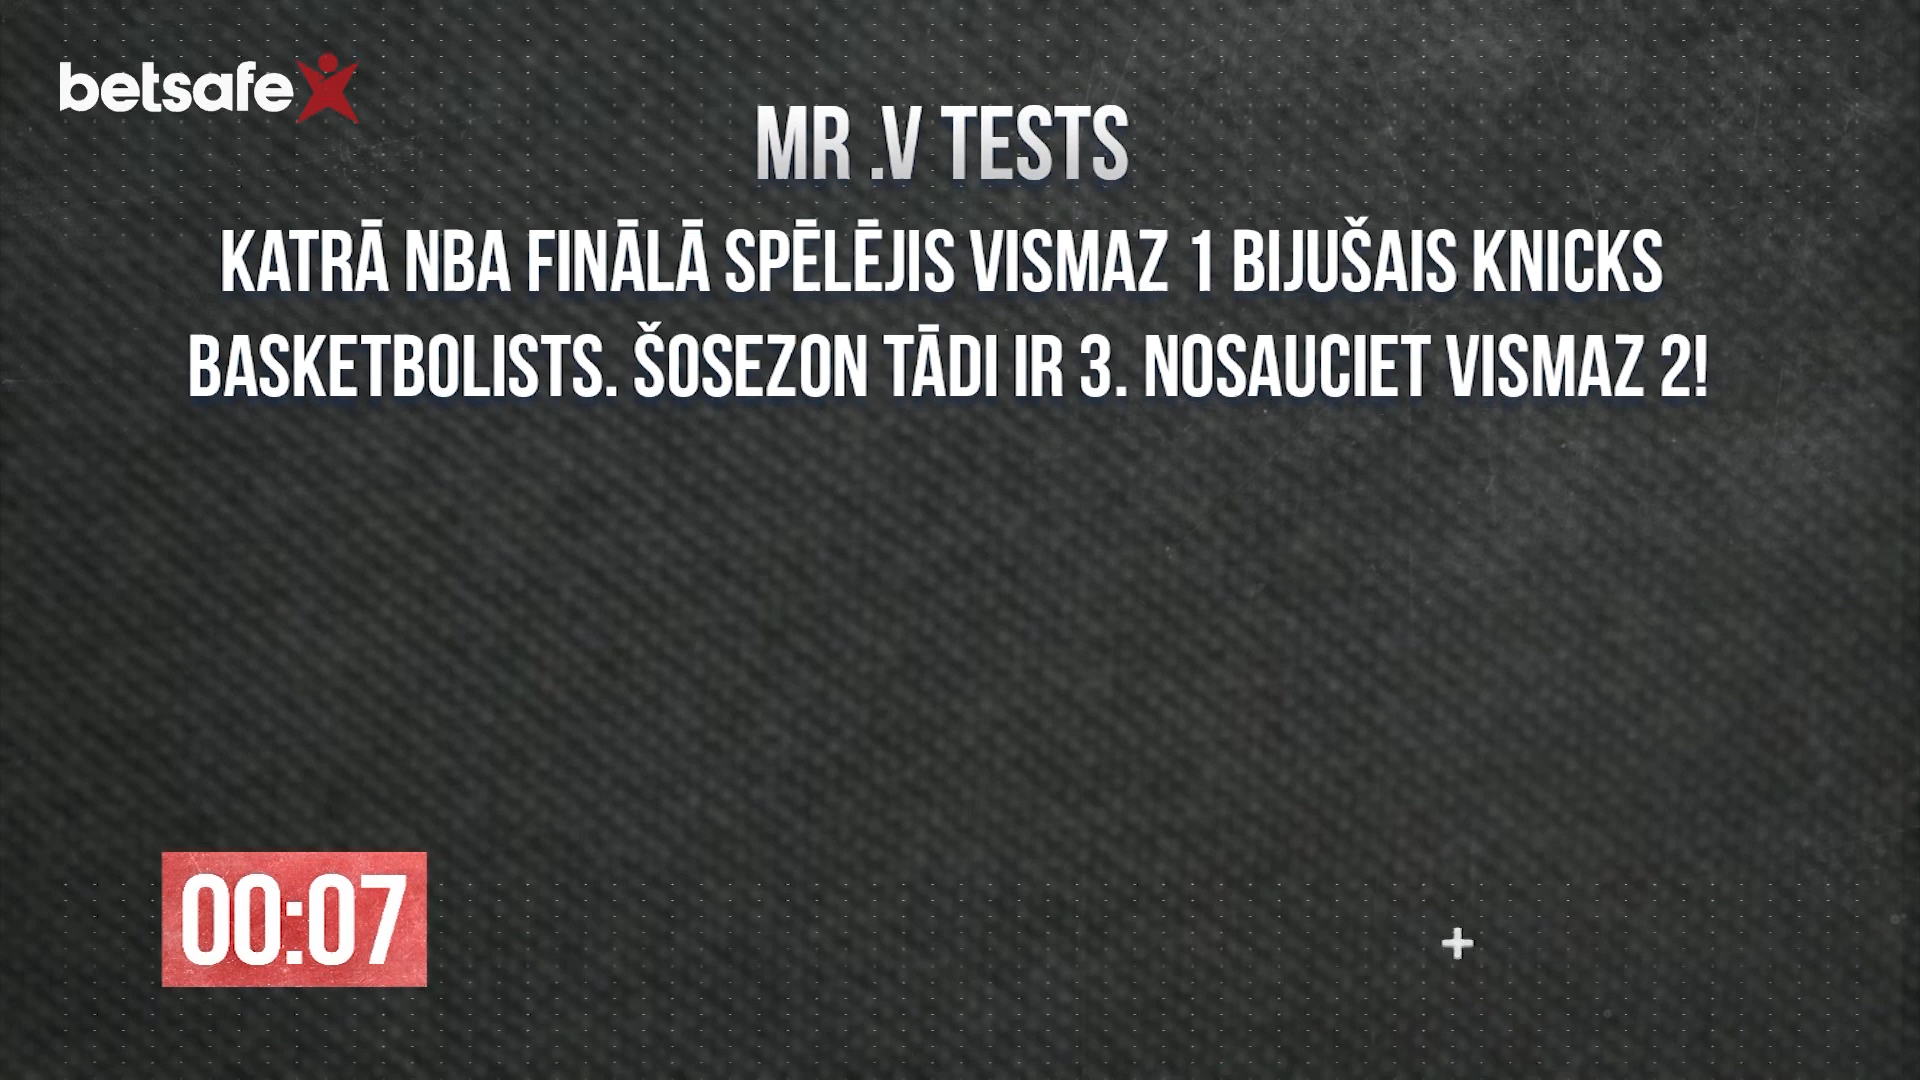 betsafe
MR .V TESTS
KATRĀ NBA FINĀLĀ SPĒLĒJIS VISMAZ 1 BIJUŠAIS KNICKS
BASKETBOLISTS. ŠOSEZON TĀDI IR 3. NOSAUCIET VISMAZ 2!
00:07